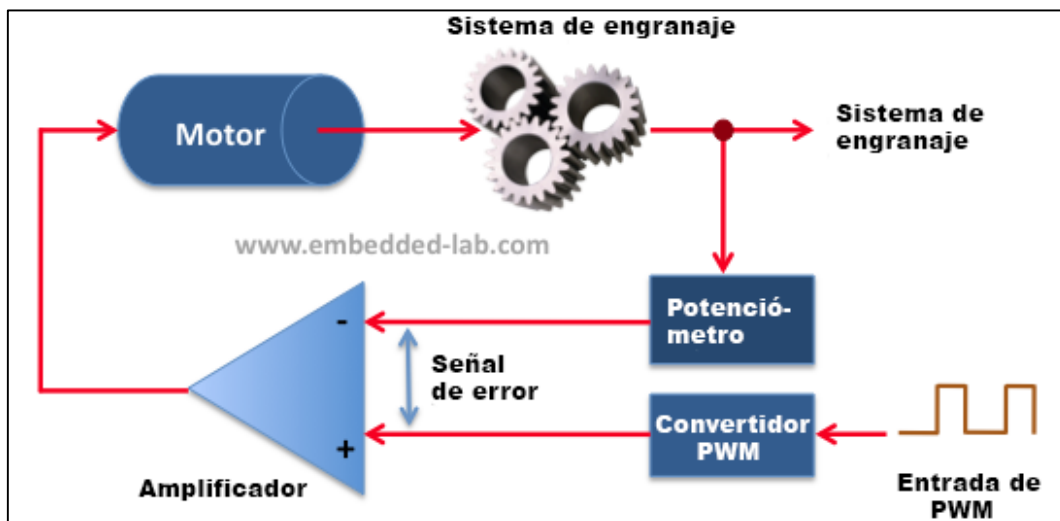 Sistema de engranaje
Motor
Sistema de
engranaje
www.embedded-lab.com
Potenció-
metro
-
Señal
de error
+
Convertidor
PWM
Amplificador
Entrada de
PWM